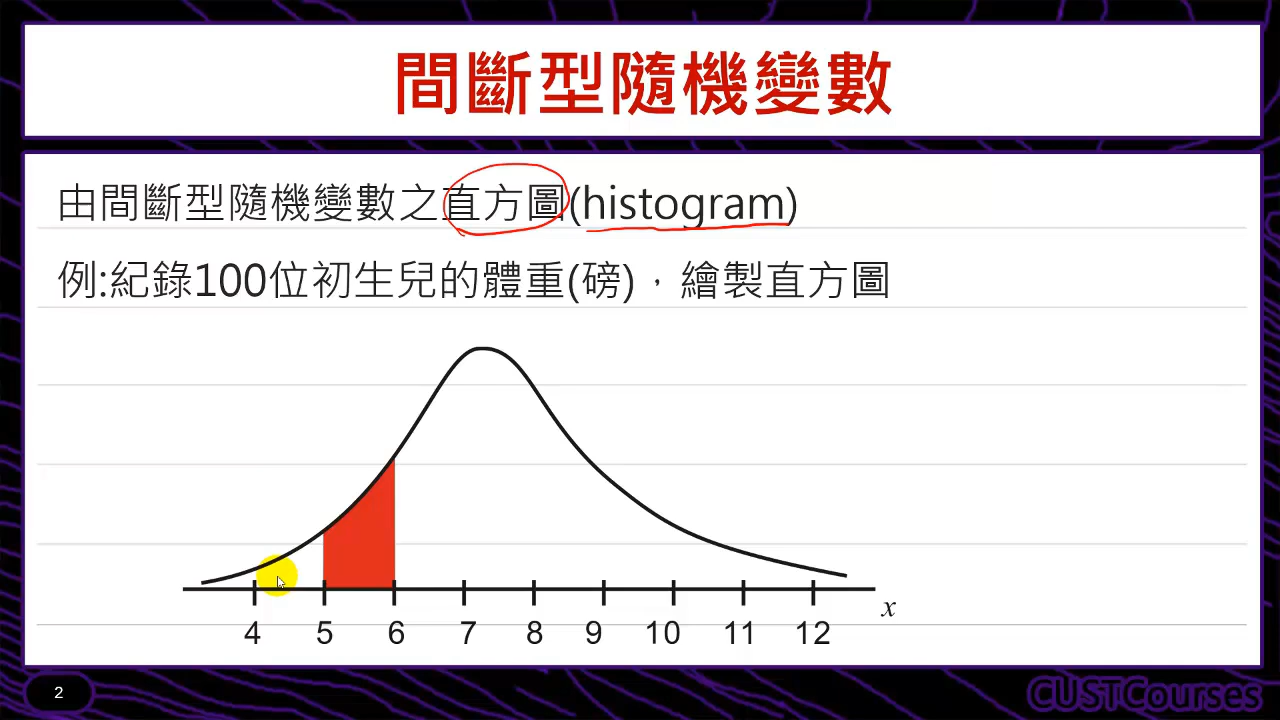 間斷型隨機變數
由間斷型隨機變數之直方圖(histogram)
例:紀錄100位初生兒的體重(磅)，繪製直方圖
x
4 5 6 7 8 9 10 11 12
2
CUSTCourses